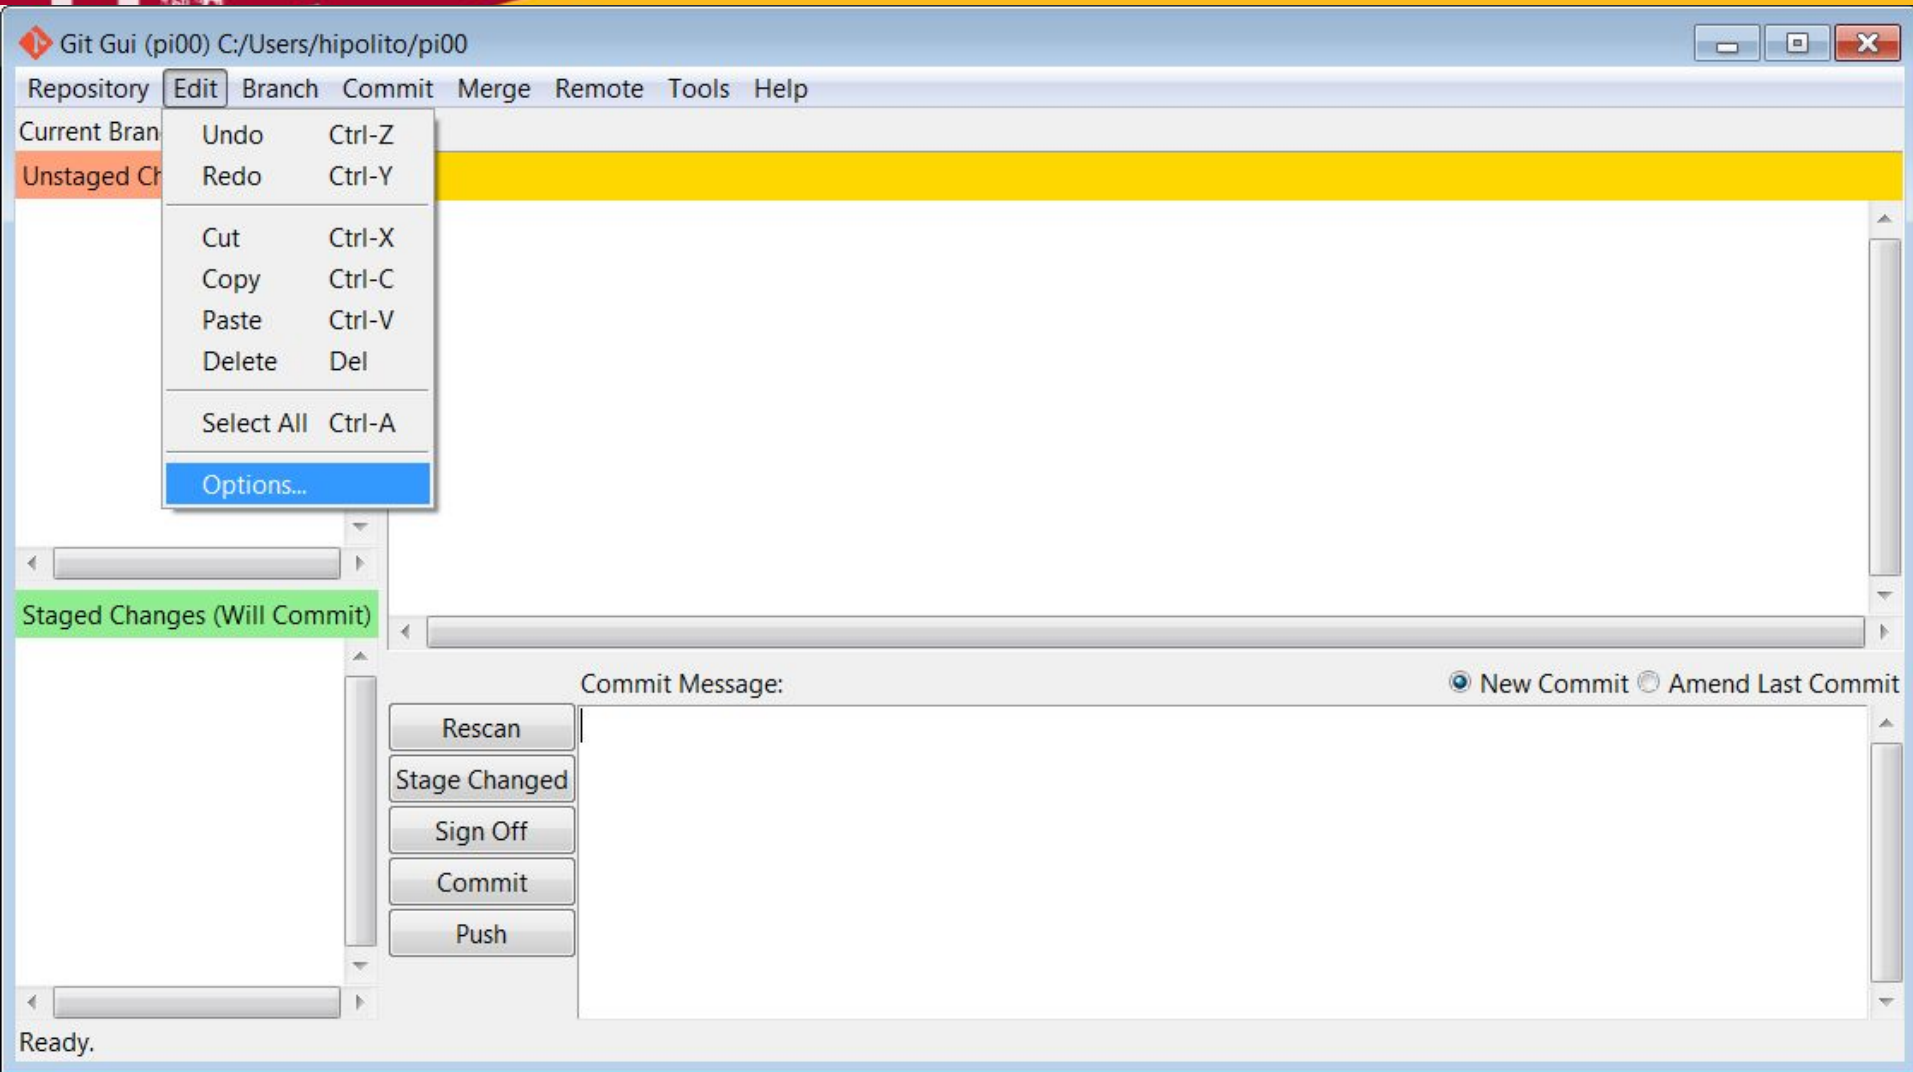 Git Gui (pi00) C:/Users/hipolito/pi00
Repository Edit Branch Commit Merge Remote Tools Help
Current Bran
Unstaged Ch
Undo Ctrl-Z
Redo Ctrl-Y
Cut Ctrl-X
Copy Ctrl-C
Paste Ctrl-V
Delete Del
Select All Ctrl-A
Options...
Staged Changes (Will Commit)
Commit Message:
New Commit Amend Last Commit
Rescan
Stage Changed
Sign Off
Commit
Push
Ready.